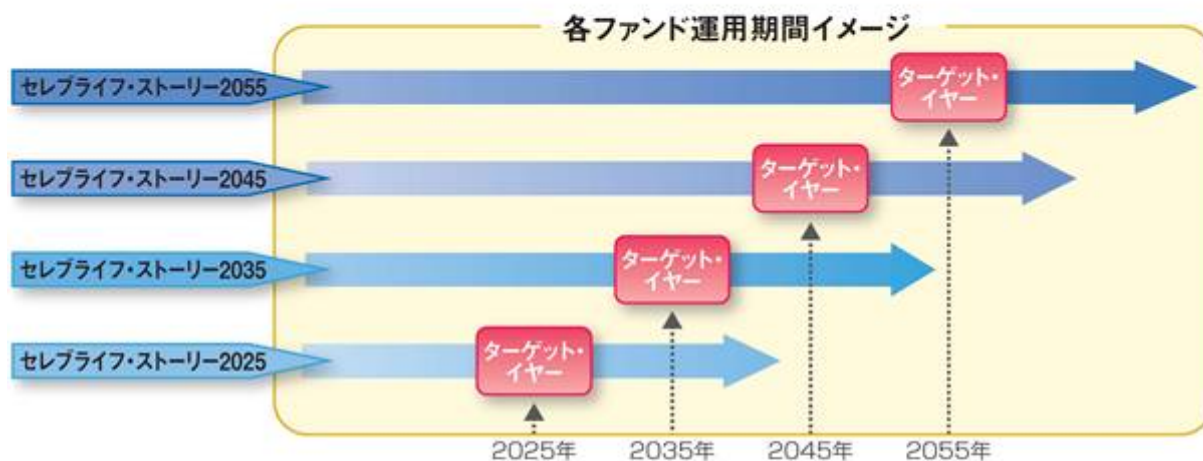 各ファンド運用期間イメージ
セレブライフ・ストーリー2055
ターゲット・
イヤー
セレブライフ・ストーリー2045
ターゲット・
イヤー
セレブライフ・ストーリー2035
ターゲット・
イヤー
セレブライフ・ストーリー2025
ターゲット・
イヤー
2025年 2035年 2045年 2055年